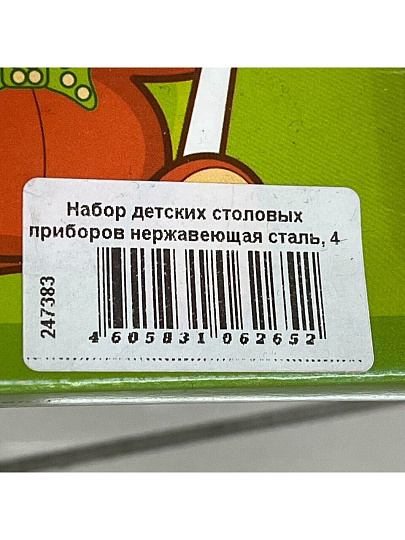 Набор детских столовых
приборов нержавеющая сталь, 4
247383
4 605831 062652